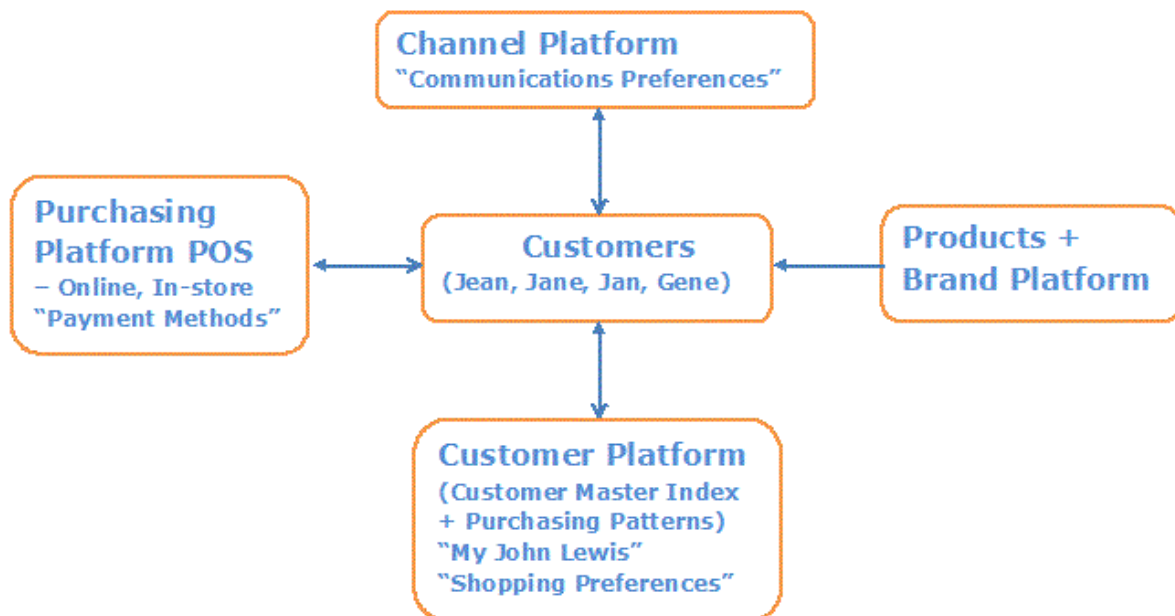 Channel Platform
“Communications Preferences”
Purchasing
Platform POS
– Online, In-store
“Payment Methods”
Customers
(Jean, Jane, Jan, Gene)
Products +
Brand Platform
Customer Platform
(Customer Master Index
+ Purchasing Patterns)
“My John Lewis”
“Shopping Preferences”